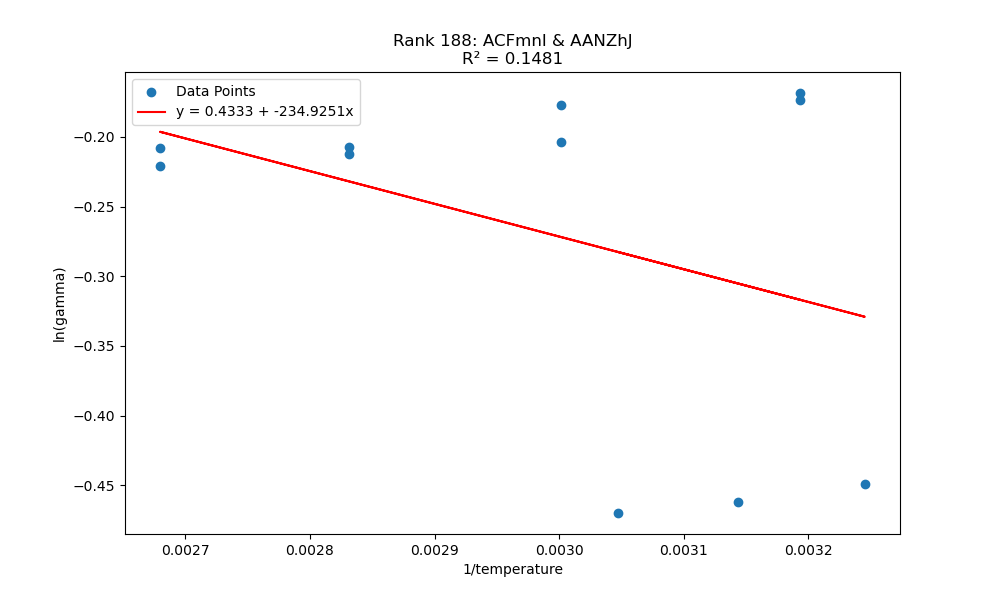 Rank 188: ACFmnI & AANZhJ
R² = 0.1481
Data Points
y = 0.4333 + -234.9251x
ln(gamma)
−0.20
−0.25
−0.30
−0.35
−0.40
−0.45
0.0027
0.0028
0.0029
0.0030
0.0031
0.0032
1/temperature